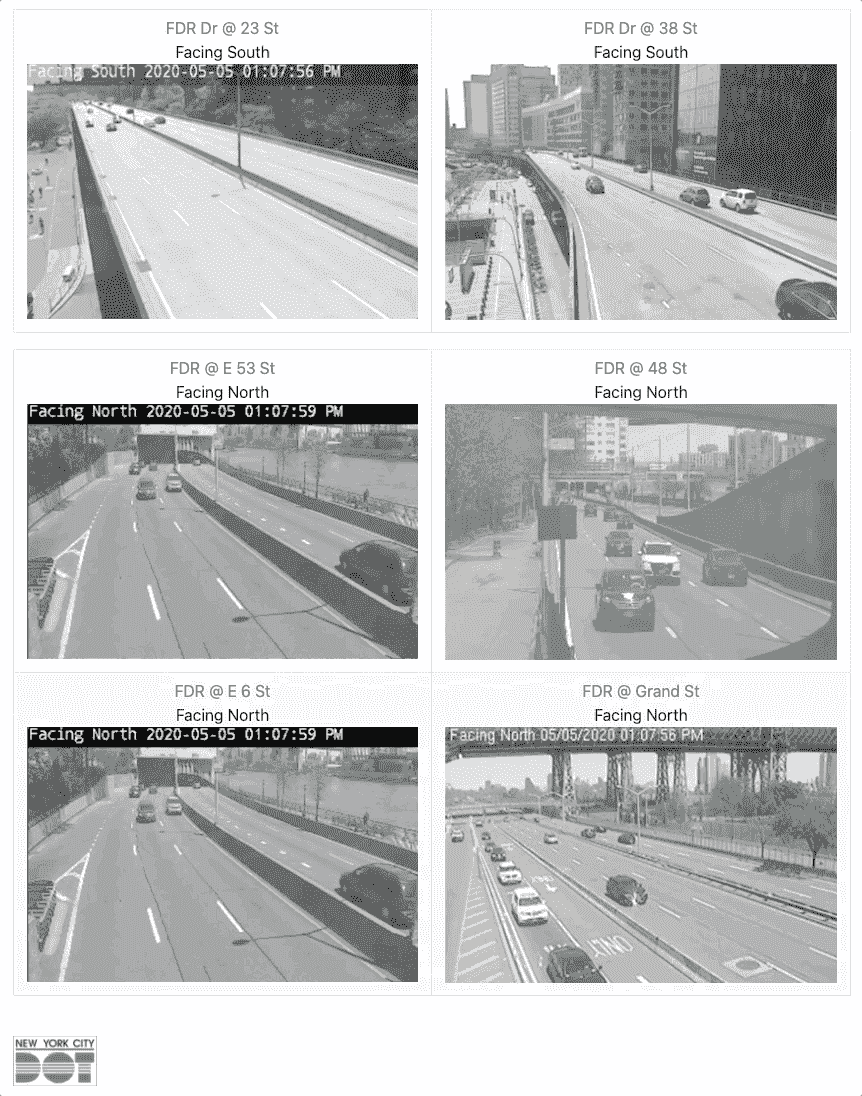 FDR Dr @ 23 St
Facing South
Facing South 2020-05-05 01:07:56 PM
FDR Dr @ 38 St
Facing South
FDR @ E 53 St
Facing North
Facing North 2020-05-05 01:07:59 PM
FDR @ 48 St
Facing North
FDR @ E 6 St
Facing North
Facing North 2020-05-05 01:07:59 PM
FDR @ Grand St
Facing North
Facing North 05/05/2020 01:07:56 PM
ONLY
NEW YORK CITY
DOT